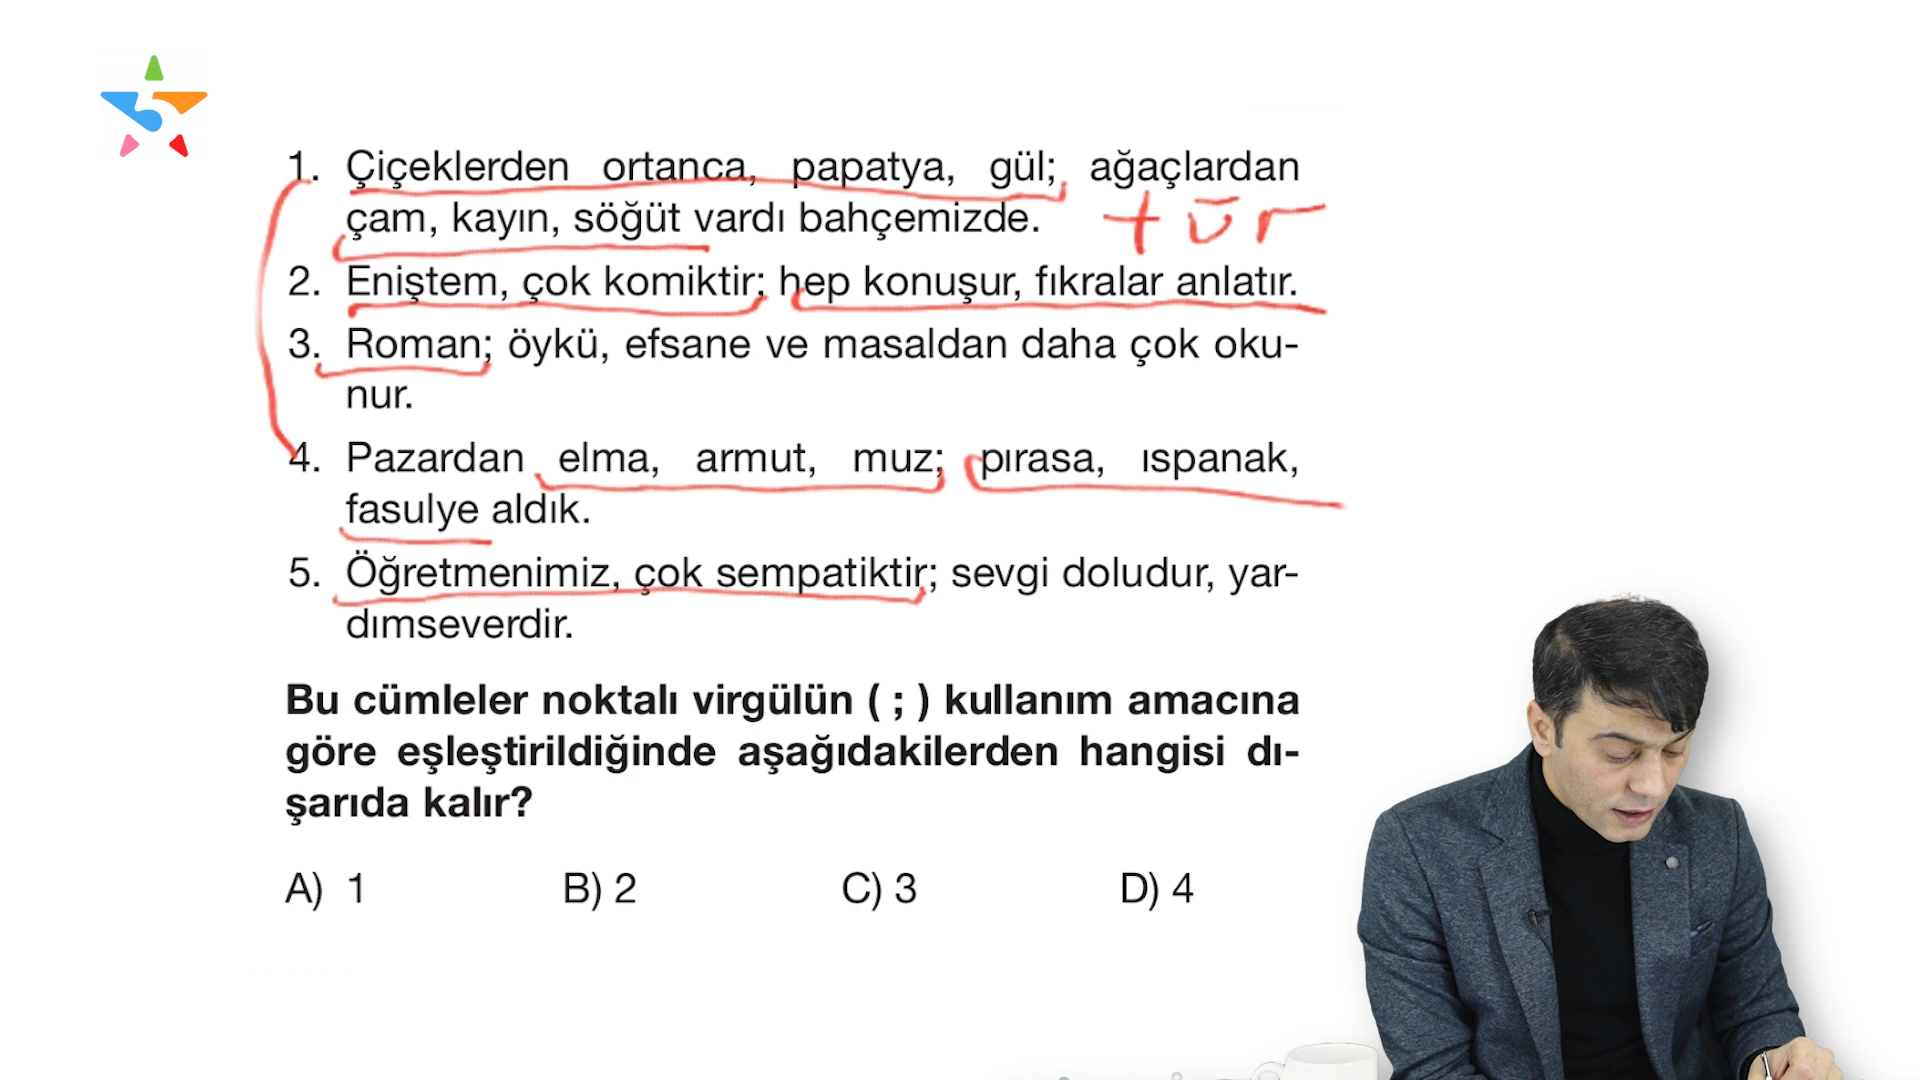 1. Çiçeklerden ortanca, papatya, gül; ağaçlardan
çam, kayın, söğüt vardı bahçemizde.
tür
2. Eniştem, çok komiktir; hep konuşur, fıkralar anlatır.
3. Roman; öykü, efsane ve masaldan daha çok oku-
nur.
4. Pazardan elma, armut, muz; pırasa, ıspanak,
fasulye aldık.
5. Öğretmenimiz, çok sempatiktir; sevgi doludur, yar-
dımseverdir.
Bu cümleler noktalı virgülün ( ; ) kullanım amacına
göre eşleştirildiğinde aşağıdakilerden hangisi dı-
şarıda kalır?
A) 1 B) 2 C) 3 D) 4